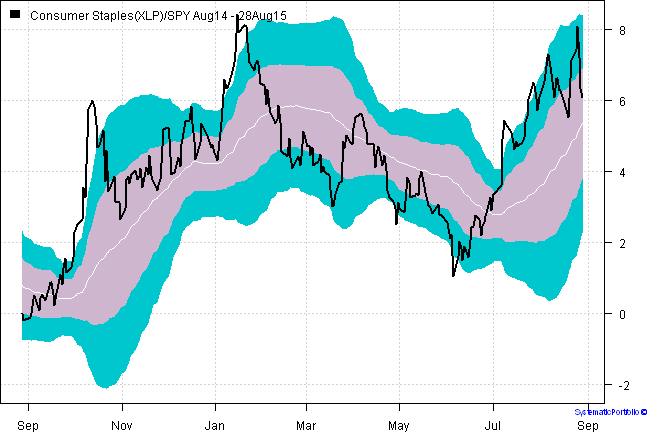 Consumer Staples(XLP)/SPY Aug14 - 28Aug15
8
6
4
2
0
-2
Sep Nov Jan Mar May Jul Sep
SystematicPortfolio ©